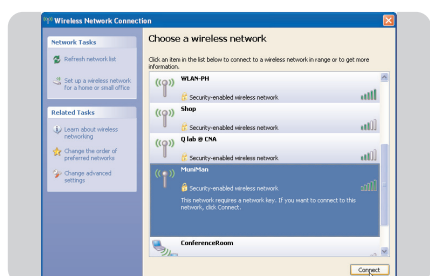 Wireless Network Connection
Network Tasks
Refresh network list
Set up a wireless network
for a home or small office
Related Tasks
Learn about wireless
networking
Change the order of
preferred networks
Change advanced
settings
Choose a wireless network
Click an item in the list below to connect to a wireless network in range or to get more
information.
WLAN-PH
Security-enabled wireless network
Shop
Security-enabled wireless network
Q lab @ CNA
Security-enabled wireless network
MuniMan
Security-enabled wireless network
This network requires a network key. If you want to connect to this
network, click Connect.
ConferenceRoom
Connect